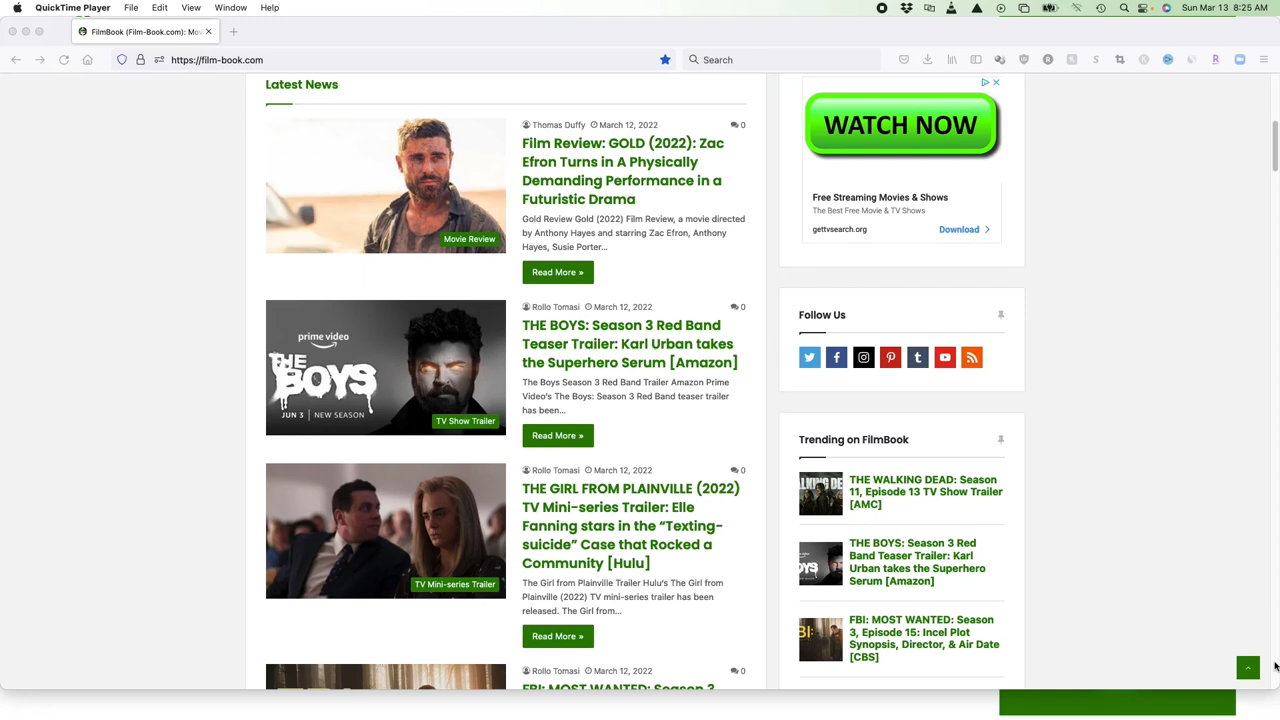 QuickTime Player File Edit View Window Help
Sun Mar 13 8:25 AM
FilmBook (Film-Book.com): Mov
https://film-book.com
Search
Latest News
Thomas Duffy March 12, 2022 0
Film Review: GOLD (2022): Zac
Efron Turns in A Physically
Demanding Performance in a
Futuristic Drama
Gold Review Gold (2022) Film Review, a movie directed
by Anthony Hayes and starring Zac Efron, Anthony
Hayes, Susie Porter...
Movie Review
Read More »
Rollo Tomasi March 12, 2022 0
THE BOYS: Season 3 Red Band
Teaser Trailer: Karl Urban takes
the Superhero Serum [Amazon]
The Boys Season 3 Red Band Trailer Amazon Prime
Video's The Boys: Season 3 Red Band teaser trailer
has been...
prime video
THE
BOYS
JUN 3 | NEW SEASON
TV Show Trailer
Read More »
Rollo Tomasi March 12, 2022 0
THE GIRL FROM PLAINVILLE (2022)
TV Mini-series Trailer: Elle
Fanning stars in the “Texting-
suicide” Case that Rocked a
Community [Hulu]
The Girl from Plainville Trailer Hulu's The Girl from
Plainville (2022) TV mini-series trailer has been
released. The Girl from...
TV Mini-series Trailer
Read More »
Rollo Tomasi March 12, 2022 0
FBI: MOST WANTED: Season 3,
WATCH NOW
Free Streaming Movies & Shows
The Best Free Movie & TV Shows
gettvsearch.org
Download
Follow Us
Trending on FilmBook
THE WALKING DEAD: Season
11, Episode 13 TV Show Trailer
[AMC]
THE BOYS: Season 3 Red
Band Teaser Trailer: Karl
Urban takes the Superhero
Serum [Amazon]
FBI: MOST WANTED: Season
3, Episode 15: Incel Plot
Synopsis, Director, & Air Date
[CBS]